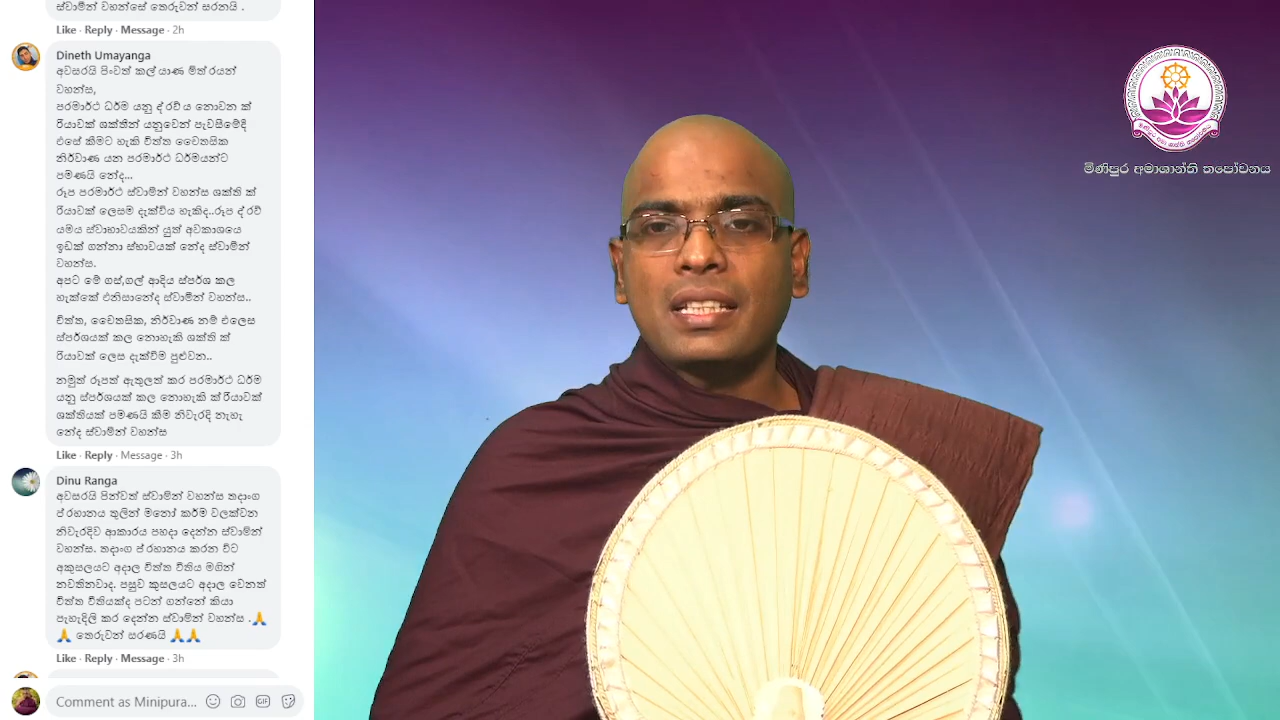 ස්වාමීන් වහන්සේ තෙරුවන් සරනයි .
Like · Reply · Message · 2h
Dineth Umayanga
අවසරයි පිංවත් කල්‍යාණ මිත්‍රයන්
වහන්ස,
පරමාර්ථ ධර්ම යනු ද්‍රව්‍ය නොවන ක්
රියාවක් ශක්තින් යනුවෙන් පැවසීමේදී
එසේ කීමට හැකි චිත්ත චෛතසික
නිර්වාණ යන පරමාර්ථ ධර්මයන්ට
පමණයි නේද...
රූප පරමාර්ථ ස්වාමීන් වහන්ස ශක්ති ක්
රියාවක් ලෙසම දැක්විය හැකිද..රූප ද්‍රව්
යමය ස්වාභාවයකින් යුත් අවකාශයෙ
ඉඩක් ගන්නා ස්භාවයක් නේද ස්වාමීන්
වහන්ස.
අපට මේ ගස්,ගල් ආදිය ස්පර්ශ කල
හැක්කේ එනිසානේද ස්වාමීන් වහන්ස..
චිත්ත, චෛතසික, නිර්වාණ නම් එලෙස
ස්පර්ශයක් කල නොහැකි ශක්ති ක්
රියාවක් ලෙස දැක්වීම පුළුවන..
නමුත් රූපත් ඇතුලත් කර පරමාර්ථ ධර්ම
යනු ස්පර්ශයක් කල නොහැකි ක්‍රියාවක්
ශක්තියක් පමණයි කීම නිවැරදි නැහැ
නේද ස්වාමීන් වහන්ස
Like · Reply · Message · 3h
Dinu Ranga
අවසරයි පින්වත් ස්වාමීන් වහන්ස තදාංග
ප්‍රහානය තුලින් මනෝ කර්ම වලක්වන
නිවැරදිව ආකාරය පහදා දෙන්න ස්වාමීන්
වහන්ස. තදාංග ප්‍රහානය කරන විට
අකුසලයට අදාල චිත්ත වීතිය මගින්
නවතිනවාද. පසුව කුසලයට අදාල වෙනත්
චිත්ත වීතියක්ද පටන් ගන්නේ කියා
පැහැදිලි කර දෙන්න ස්වාමීන් වහන්ස .🙏
🙏 තෙරුවන් සරණයි 🙏🙏
Like · Reply · Message · 3h
Comment as Minipura...
GIF
මිණිපුර අමාශාන්ති තපෝවනය